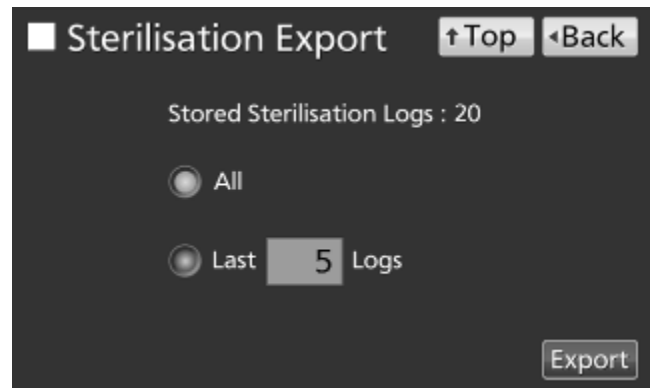 Sterilisation Export
Top
Back
Stored Sterilisation Logs : 20
All
Last 5 Logs
Export